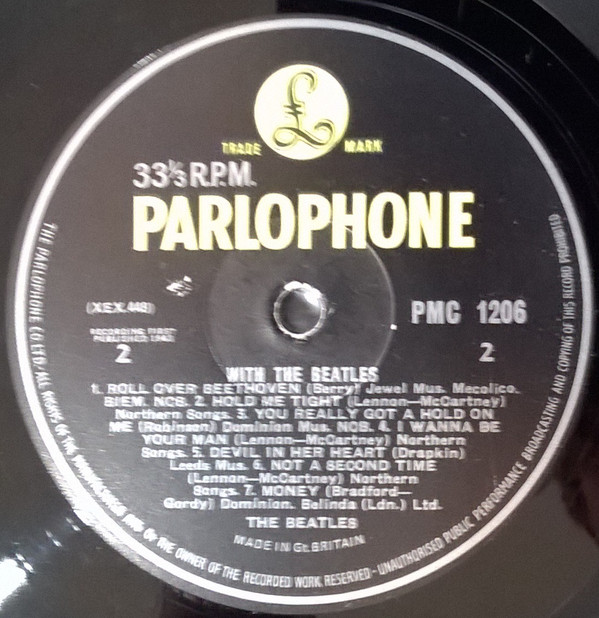 £
TRADE MARK
33⅓ R.P.M.
PARLOPHONE
(XEX.448)
PMC 1206
RECORDING FIRST
PUBLISHED 1963
2
2
WITH THE BEATLES
1. ROLL OVER BEETHOVEN (Berry) Jewel Mus. Mecolico.
BIEM. NCB. 2. HOLD ME TIGHT (Lennon—McCartney)
Northern Songs. 3. YOU REALLY GOT A HOLD ON
ME (Robinson) Dominion Mus. NCB. 4. I WANNA BE
YOUR MAN (Lennon—McCartney) Northern
Songs. 5. DEVIL IN HER HEART (Drapkin)
Leeds Mus. 6. NOT A SECOND TIME
(Lennon—McCartney) Northern
Songs. 7. MONEY (Bradford—
Gordy) Dominion. Belinda (Ldn.) Ltd.
THE BEATLES
MADE IN Gt. BRITAIN
THE PARLOPHONE CO LTD. ALL RIGHTS OF THE MANUFACTURER AND OF THE OWNER OF THE RECORDED WORK RESERVED - UNAUTHORISED PUBLIC PERFORMANCE BROADCASTING AND COPYING OF THIS RECORD PROHIBITED